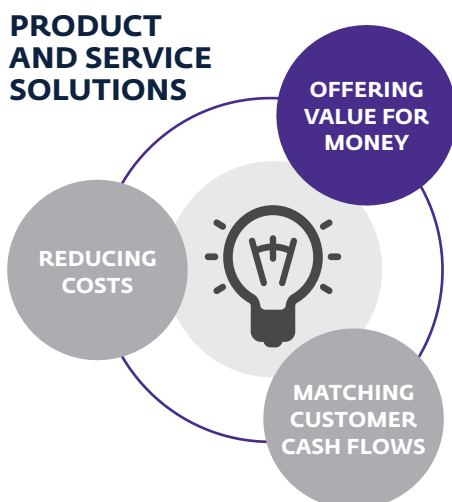 PRODUCT
AND SERVICE
SOLUTIONS
OFFERING
VALUE FOR
MONEY
REDUCING
COSTS
MATCHING
CUSTOMER
CASH FLOWS